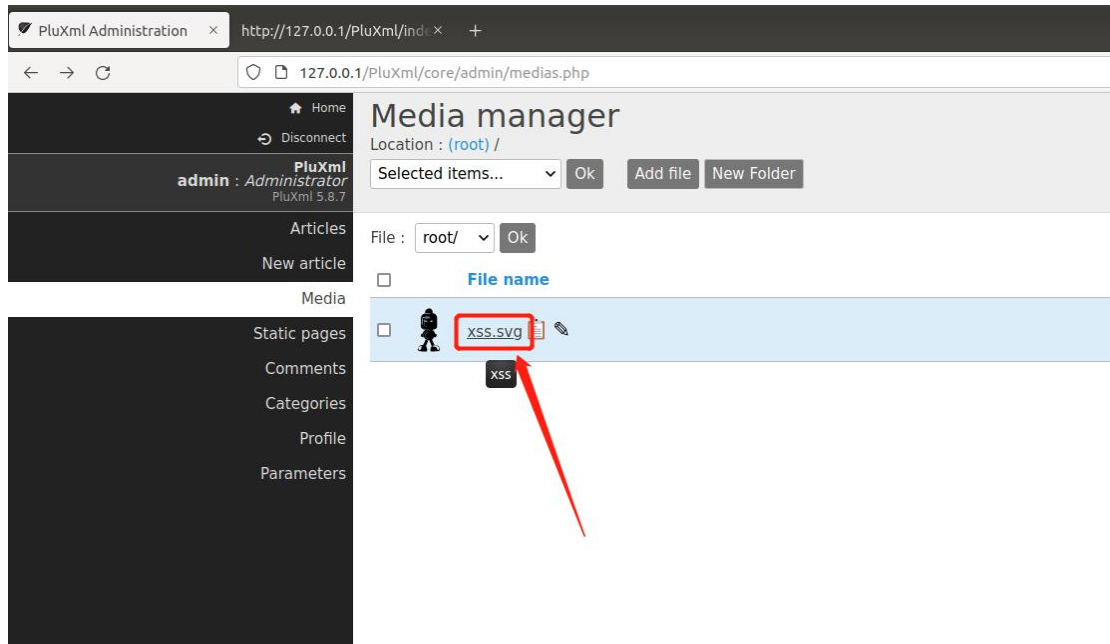 PluXml Administration
http://127.0.0.1/PluXml/inde
127.0.0.1/PluXml/core/admin/medias.php
Home
Disconnect
PluXml
admin : Administrator
PluXml 5.8.7
Articles
New article
Media
Static pages
Comments
Categories
Profile
Parameters
Media manager
Location : (root) /
Selected items... Ok Add file New Folder
File : root/ Ok
File name
xss.svg
xss